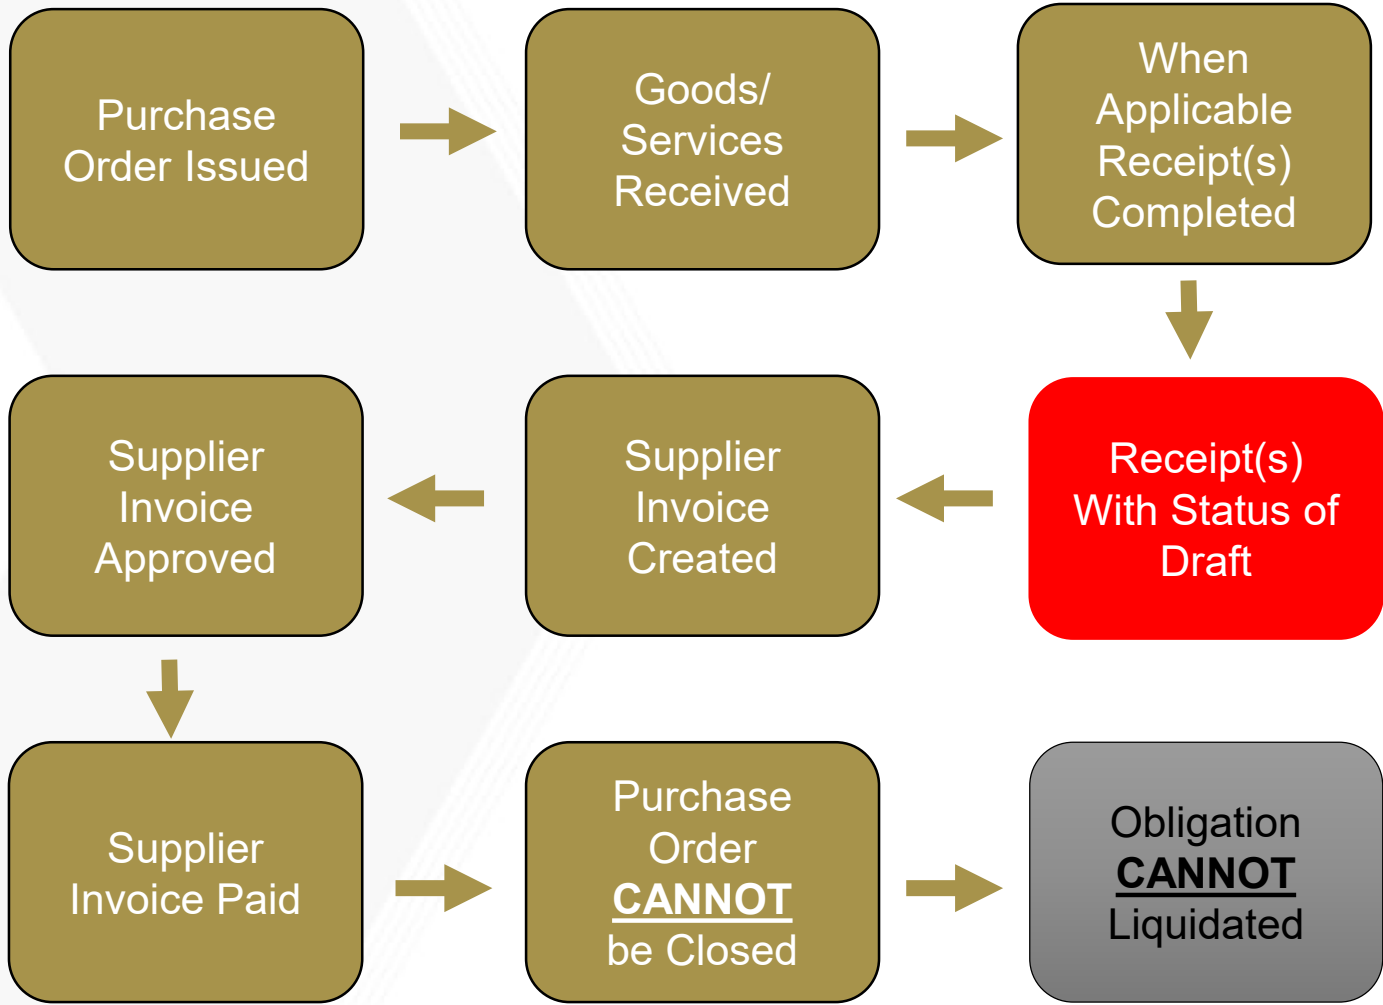 Purchase
Order Issued
Goods/
Services
Received
When
Applicable
Receipt(s)
Completed
Receipt(s)
With Status of
Draft
Supplier
Invoice
Created
Supplier
Invoice
Approved
Supplier
Invoice Paid
Purchase
Order
CANNOT
be Closed
Obligation
CANNOT
Liquidated